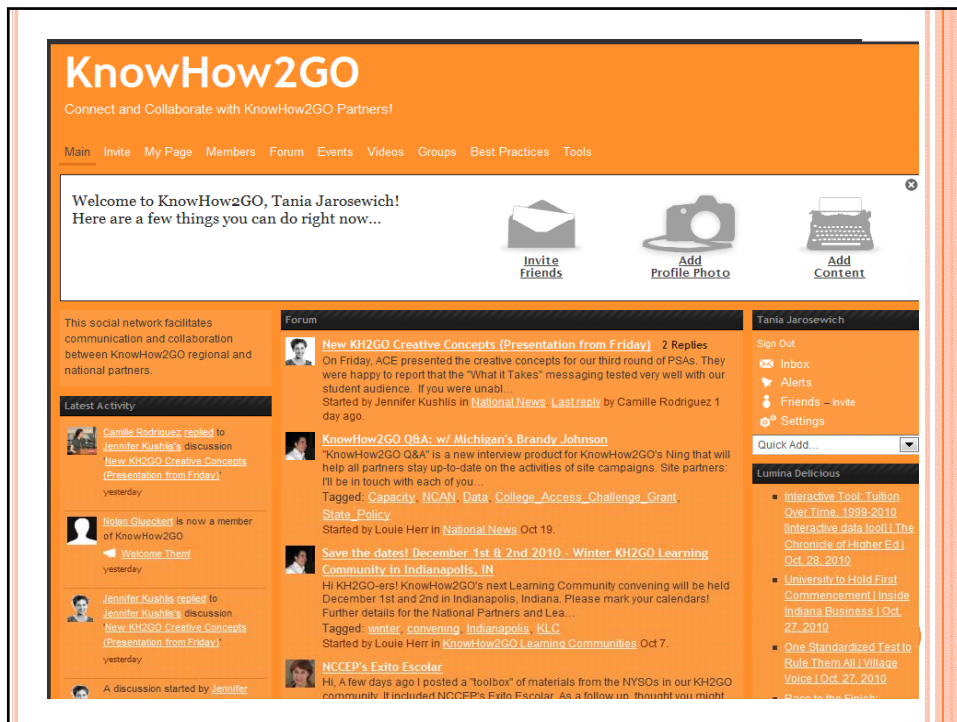 KnowHow2GO
Connect and Collaborate with KnowHow2GO Partners!
Main Invite My Page Members Forum Events Videos Groups Best Practices Tools
Welcome to KnowHow2GO, Tania Jarosewich!
Here are a few things you can do right now...
Invite
Friends
Add
Profile Photo
Add
Content
This social network facilitates
communication and collaboration
between KnowHow2GO regional and
national partners.
Latest Activity
Camille Rodriguez replied to
Jennifer Kushlis's discussion
'New KH2GO Creative Concepts
(Presentation from Friday)'
yesterday
Nolan Glueckert is now a member
of KnowHow2GO
Welcome Them!
yesterday
Jennifer Kushlis replied to
Jennifer Kushlis's discussion
'New KH2GO Creative Concepts
(Presentation from Friday)'
yesterday
A discussion started by Jennifer
Forum
New KH2GO Creative Concepts (Presentation from Friday) 2 Replies
On Friday, ACE presented the creative concepts for our third round of PSAs. They
were happy to report that the "What it Takes" messaging tested very well with our
student audience. If you were unabl...
Started by Jennifer Kushlis in National News. Last reply by Camille Rodriguez 1
day ago.
KnowHow2GO Q&A: w/ Michigan's Brandy Johnson
"KnowHow2GO Q&A" is a new interview product for KnowHow2GO's Ning that will
help all partners stay up-to-date on the activities of site campaigns. Site partners:
I'll be in touch with each of you...
Tagged: Capacity, NCAN, Data, College_Access_Challenge_Grant,
State_Policy
Started by Louie Herr in National News Oct 19.
Save the dates! December 1st & 2nd 2010 - Winter KH2GO Learning
Community in Indianapolis, IN
Hi KH2GO-ers! KnowHow2GO's next Learning Community convening will be held
December 1st and 2nd in Indianapolis, Indiana. Please mark your calendars!
Further details for the National Partners and Lea...
Tagged: winter, convening, Indianapolis, KLC
Started by Louie Herr in KnowHow2GO Learning Communities Oct 7.
NCCEP's Exito Escolar
Hi, A few days ago I posted a "toolbox" of materials from the NYSOs in our KH2GO
community. It included NCCEP's Exito Escolar. As a follow up, thought you might
Tania Jarosewich
Sign Out
Inbox
Alerts
Friends – Invite
Settings
Quick Add...
Lumina Delicious
Interactive Tool: Tuition
Over Time, 1999-2010
[interactive data tool] | The
Chronicle of Higher Ed |
Oct. 28, 2010
University to Hold First
Commencement | Inside
Indiana Business | Oct.
27, 2010
One Standardized Test to
Rule Them All | Village
Voice | Oct. 27, 2010
Race to the Finish: